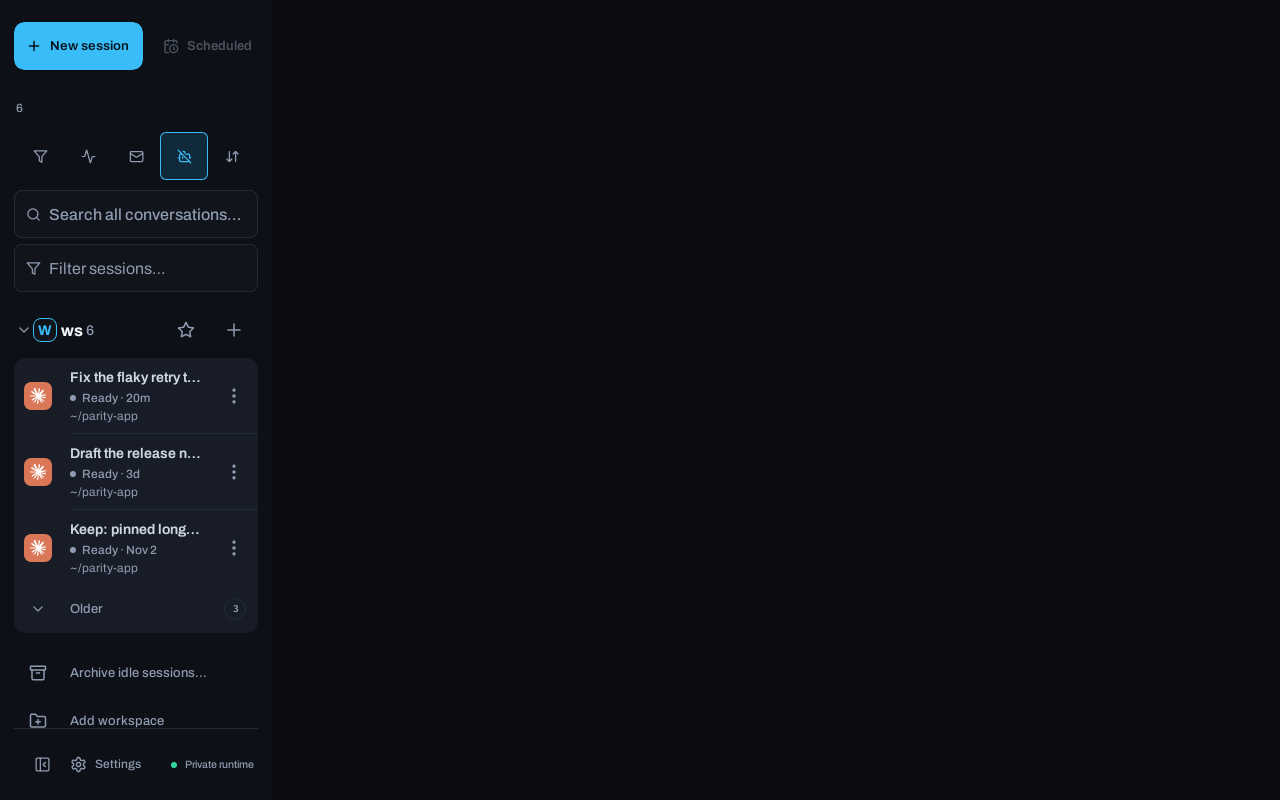 New session
Scheduled
6
Search all conversations...
Filter sessions...
W ws 6
Fix the flaky retry t...
Ready · 20m
~/parity-app
Draft the release n...
Ready · 3d
~/parity-app
Keep: pinned long...
Ready · Nov 2
~/parity-app
Older 3
Archive idle sessions...
Add workspace
Settings
Private runtime